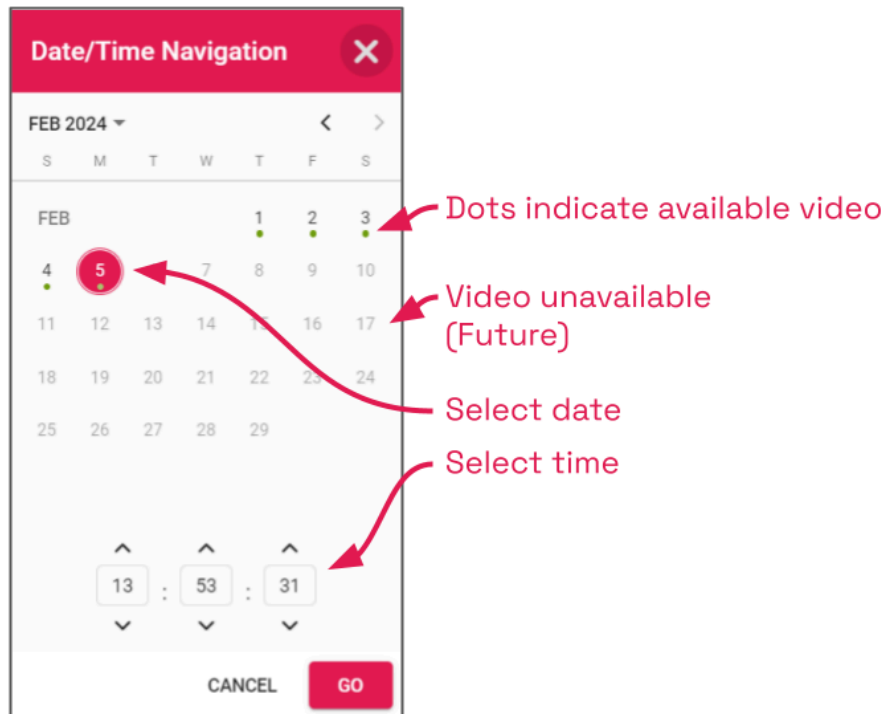 Date/Time Navigation
FEB 2024
S M T W T F S
FEB 1 2 3
Dots indicate available video
4 5 7 8 9 10
Video unavailable
(Future)
11 12 13 14 15 16 17
18 19 20 21 22 23 24
Select date
25 26 27 28 29
Select time
13 : 53 : 31
CANCEL GO